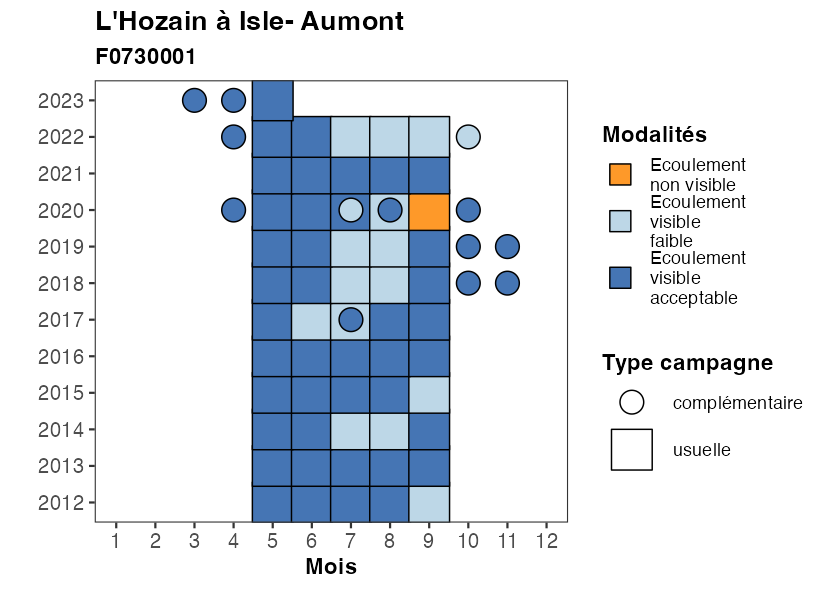 L'Hozain à Isle- Aumont
F0730001
2023
2022
2021
2020
2019
2018
2017
2016
2015
2014
2013
2012
1 2 3 4 5 6 7 8 9 10 11 12
Mois
Modalités
Ecoulement
non visible
Ecoulement
visible
faible
Ecoulement
visible
acceptable
Type campagne
complémentaire
usuelle